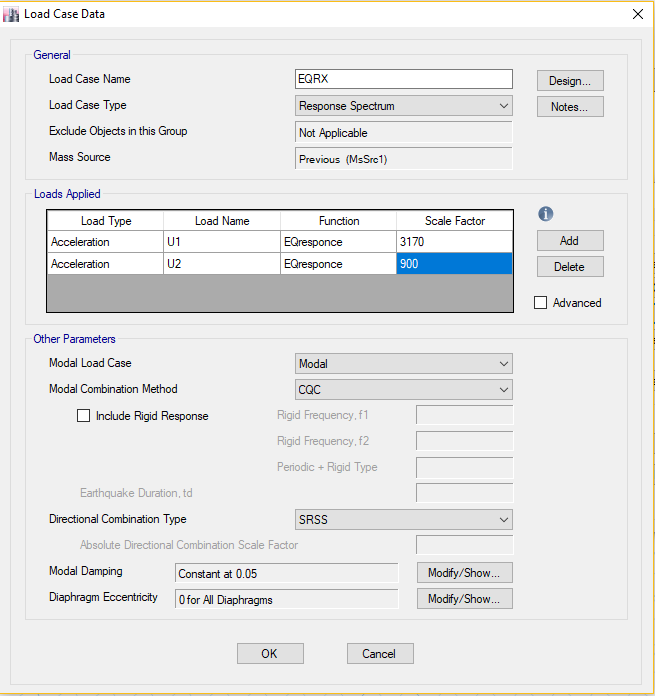 Load Case Data
General
Load Case Name EQRX Design...
Load Case Type Response Spectrum Notes...
Exclude Objects in this Group Not Applicable
Mass Source Previous (MsSrc1)
Loads Applied
Load Type Load Name Function Scale Factor
Acceleration U1 EQresponce 3170 Add
Acceleration U2 EQresponce 900 Delete
Advanced
Other Parameters
Modal Load Case Modal
Modal Combination Method CQC
Include Rigid Response Rigid Frequency, f1
Rigid Frequency, f2
Periodic + Rigid Type
Earthquake Duration, td
Directional Combination Type SRSS
Absolute Directional Combination Scale Factor
Modal Damping Constant at 0.05 Modify/Show...
Diaphragm Eccentricity 0 for All Diaphragms Modify/Show...
OK Cancel